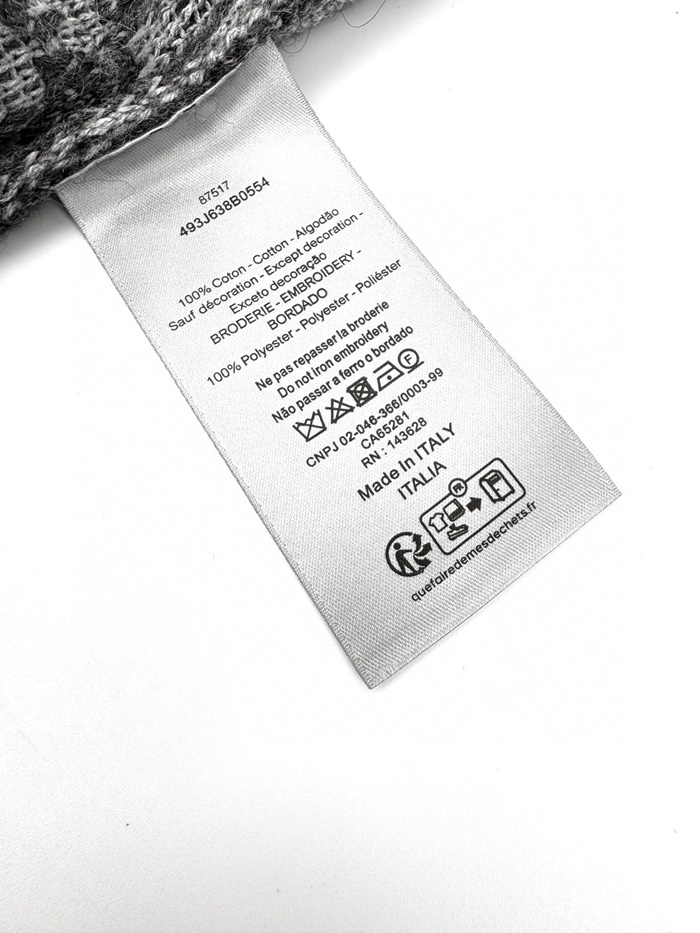 87517
493J638B0554
100% Coton - Cotton - Algodão
Sauf décoration - Except decoration -
Exceto decoração
BRODERIE - EMBROIDERY -
BORDADO
100% Polyester - Polyester - Poliéster
Ne pas repasser la broderie
Do not iron embroidery
Não passar a ferro o bordado
F
CNPJ 02-046-366/0003-99
CA65281
RN : 143628
Made In ITALY
ITALIA
FR
quefairedemesdechets.fr